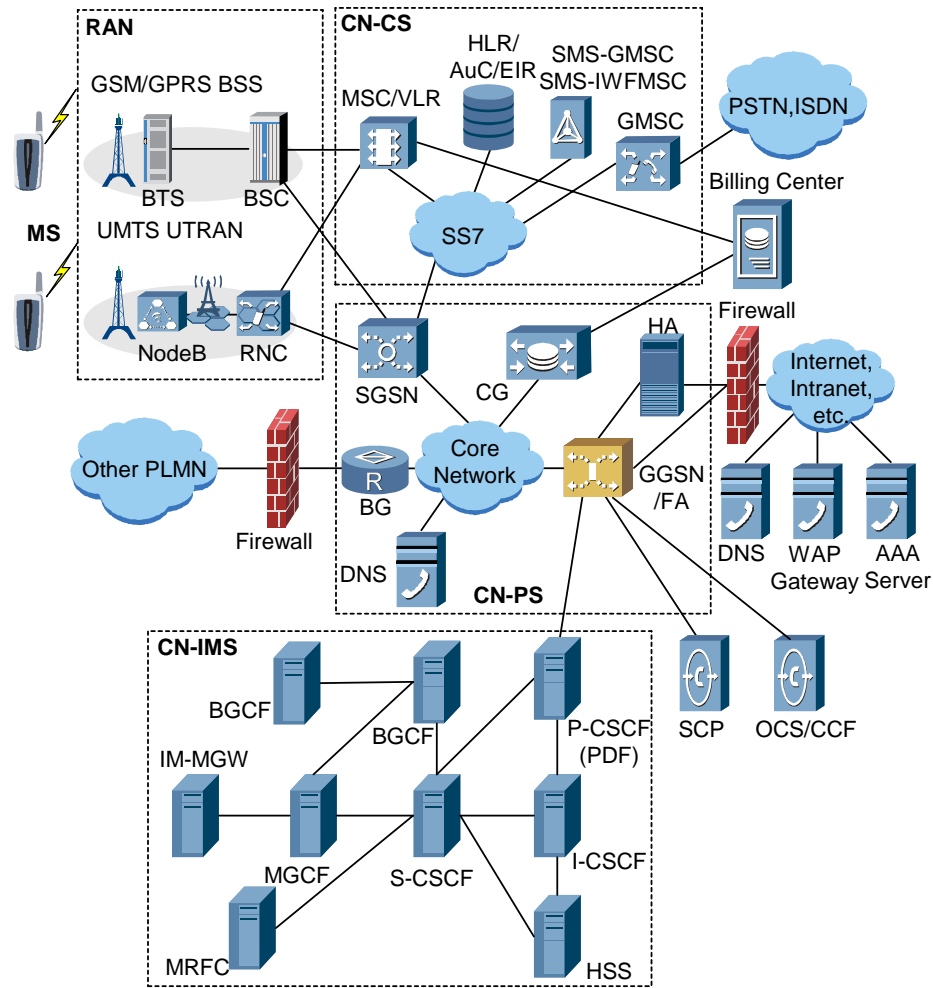 RAN
GSM/GPRS BSS
BTS
BSC
MS
UMTS UTRAN
NodeB
RNC
CN-CS
HLR/
AuC/EIR
SMS-GMSC
SMS-IWFMSC
MSC/VLR
GMSC
SS7
PSTN,ISDN
Billing Center
Firewall
HA
SGSN
CG
Core
Network
GGSN
/FA
Internet,
Intranet,
etc.
Other PLMN
Firewall
R
BG
DNS
CN-PS
DNS
WAP
Gateway
AAA
Server
CN-IMS
BGCF
BGCF
P-CSCF
(PDF)
SCP
OCS/CCF
IM-MGW
MGCF
S-CSCF
I-CSCF
MRFC
HSS